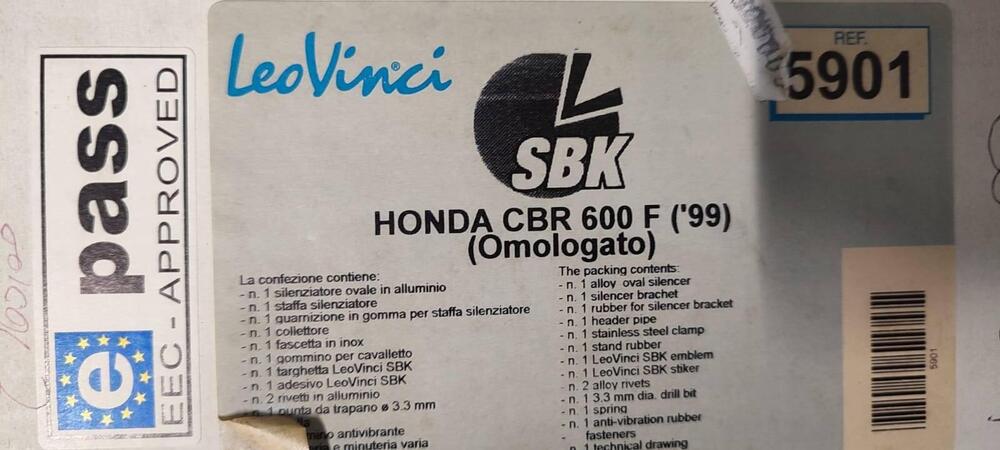 LeoVinci®
SBK
REF.
5901
HONDA CBR 600 F ('99)
(Omologato)
La confezione contiene:
- n. 1 silenziatore ovale in alluminio
- n. 1 staffa silenziatore
- n. 1 guarnizione in gomma per staffa silenziatore
- n. 1 collettore
- n. 1 fascetta in inox
- n. 1 gommino per cavalletto
- n. 1 targhetta LeoVinci SBK
- n. 1 adesivo LeoVinci SBK
- n. 2 rivetti in alluminio
- n. 1 punta da trapano ø 3.3 mm
antivibrante
e minuteria varia
The packing contents:
- n. 1 alloy oval silencer
- n. 1 silencer brachet
- n. 1 rubber for silencer bracket
- n. 1 header pipe
- n. 1 stainless steel clamp
- n. 1 stand rubber
- n. 1 LeoVinci SBK emblem
- n. 1 LeoVinci SBK stiker
- n. 2 alloy rivets
- n. 1 3.3 mm dia. drill bit
- n. 1 spring
- n. 1 anti-vibration rubber
- fasteners
- n. 1 technical drawing
5901
e pass
EEC - APPROVED